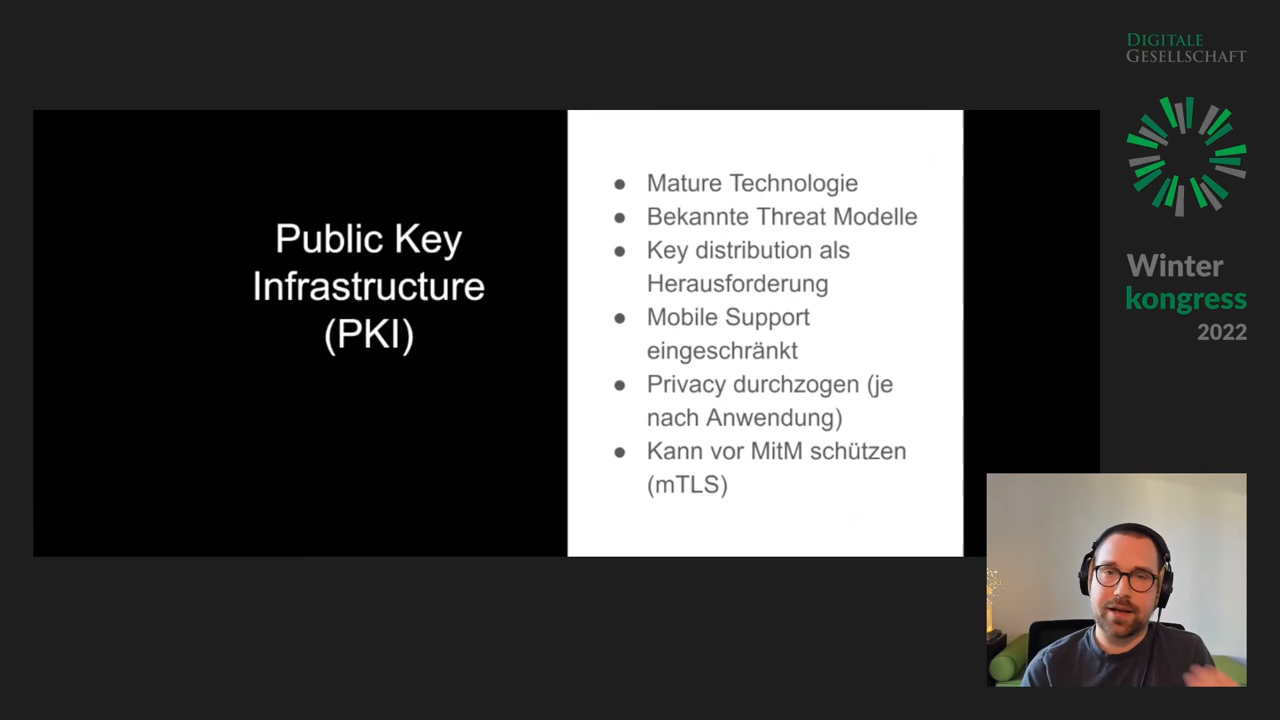 DIGITALE
GESELLSCHAFT
Public Key
Infrastructure
(PKI)
● Mature Technologie
● Bekannte Threat Modelle
● Key distribution als
Herausforderung
● Mobile Support
eingeschränkt
● Privacy durchzogen (je
nach Anwendung)
● Kann vor MitM schützen
(mTLS)
Winter
kongress
2022